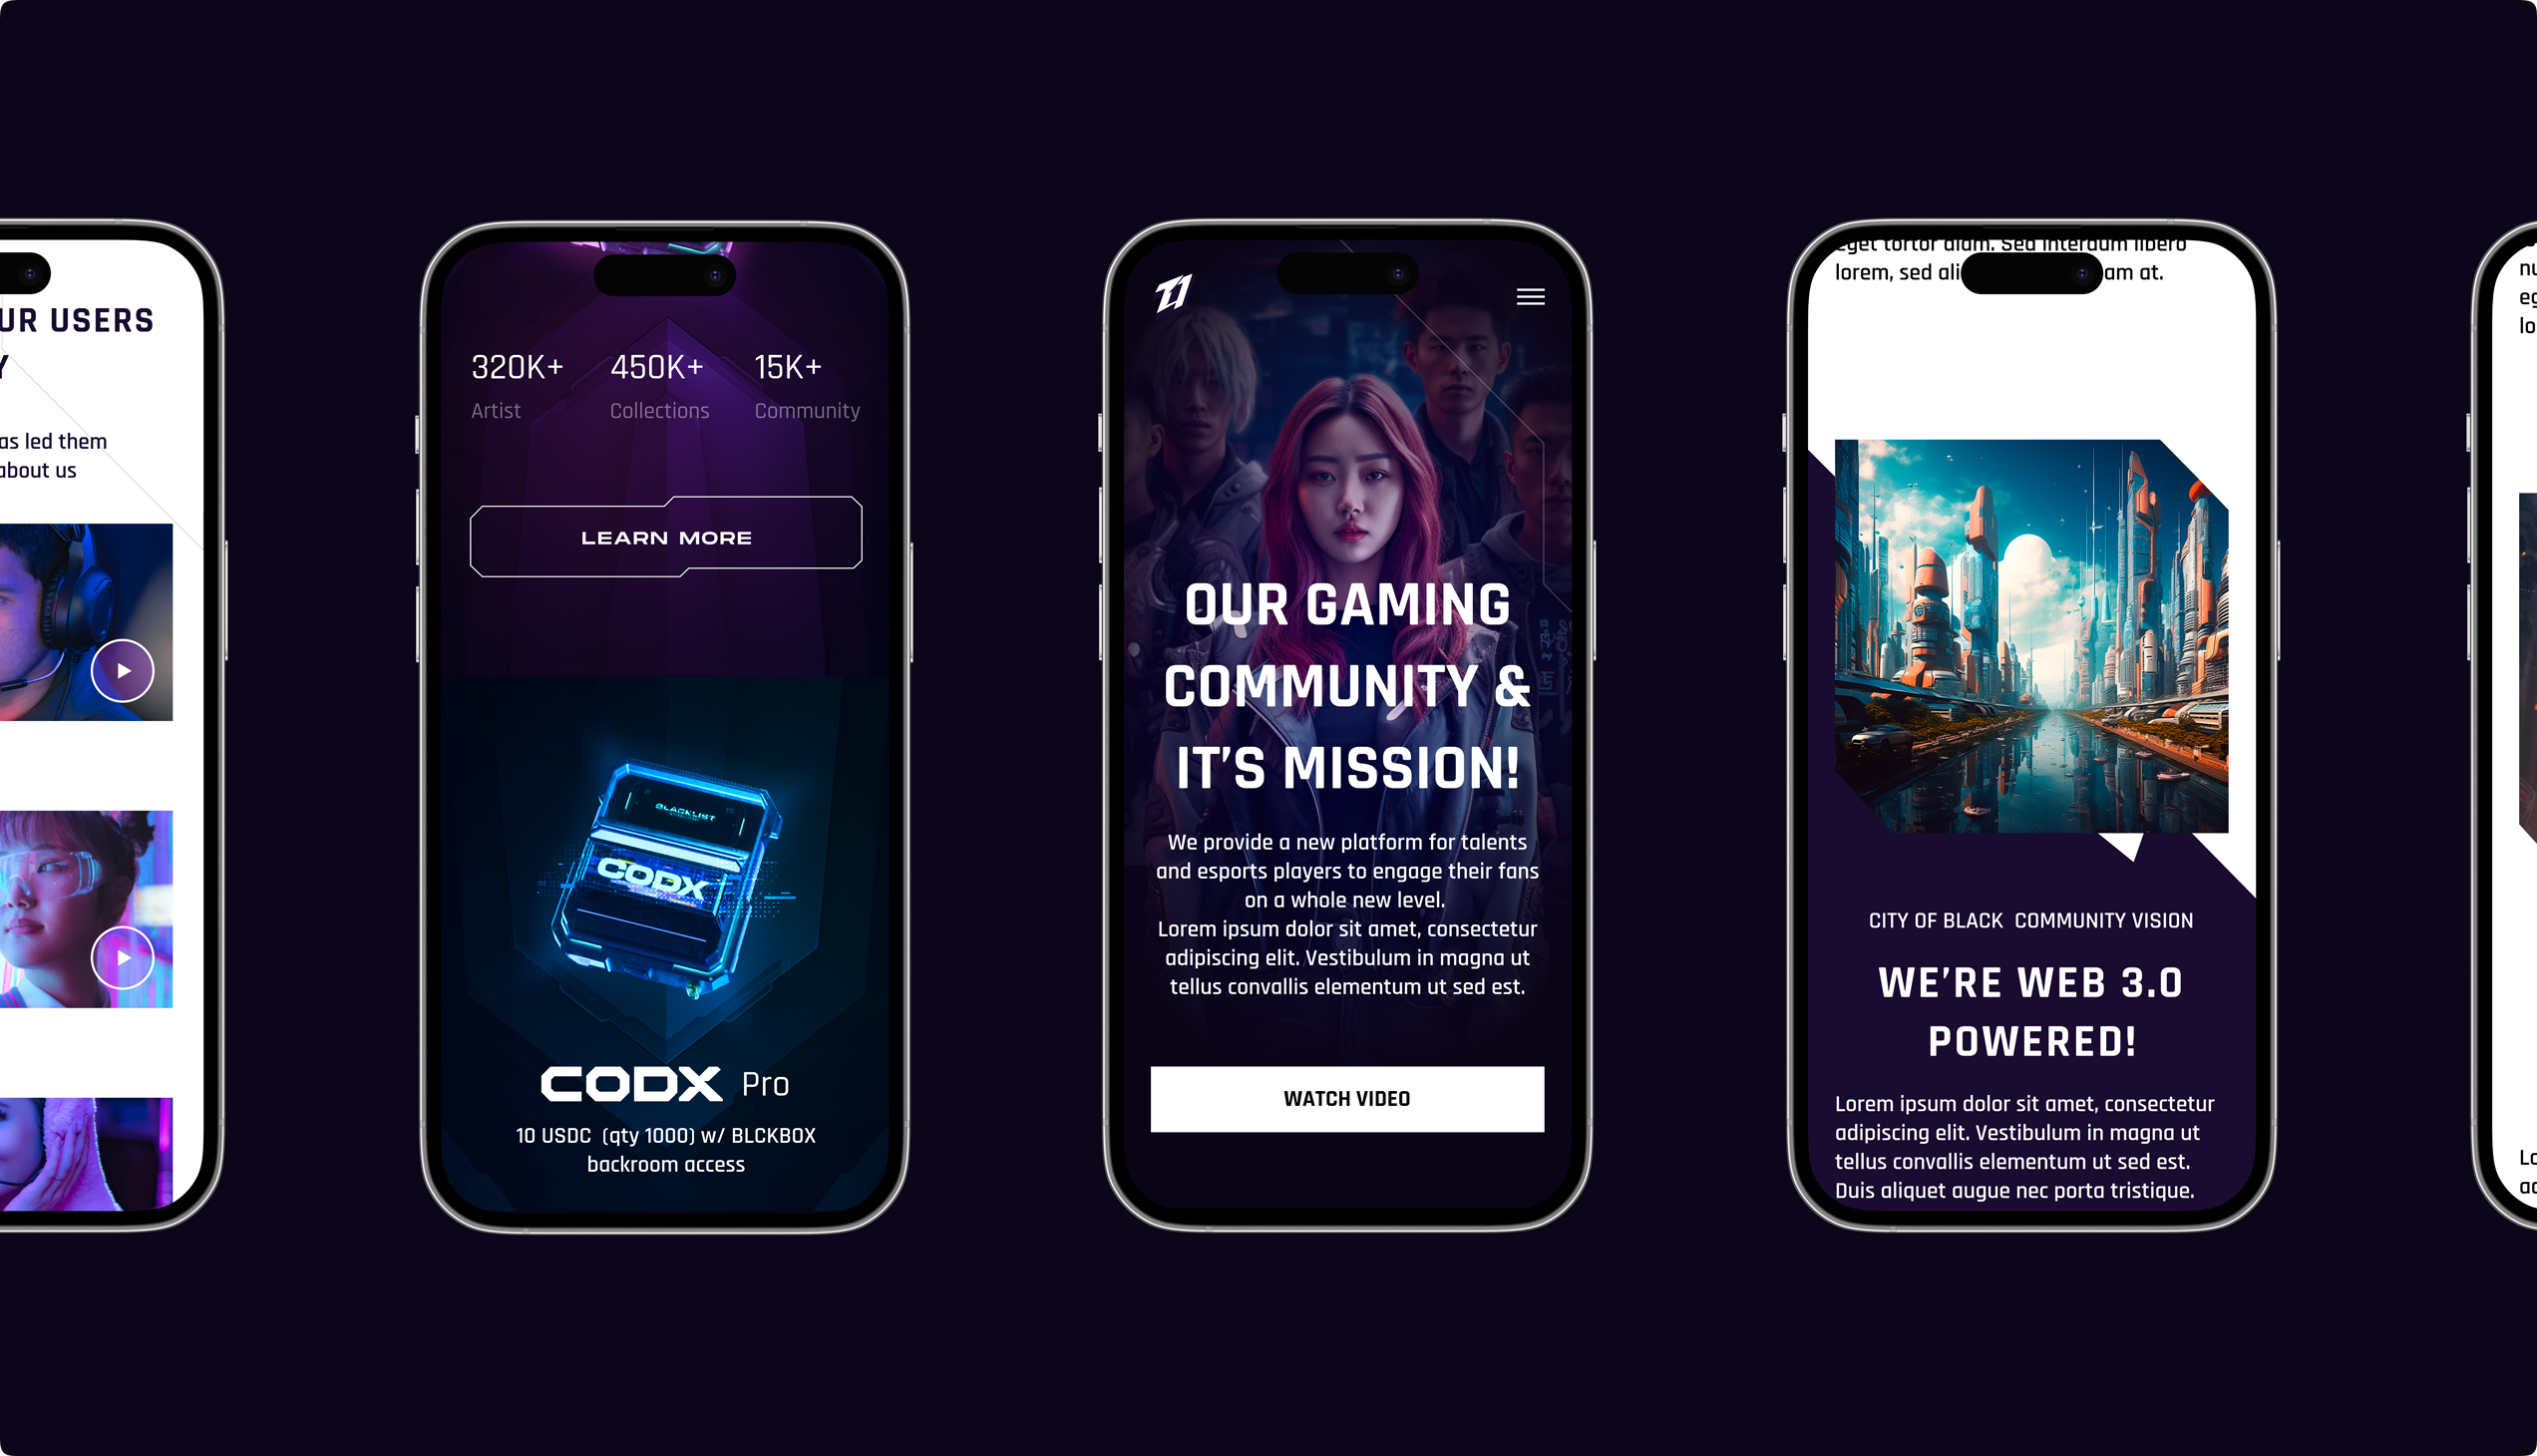 UR USERS
Y
as led them
about us
320K+
450K+
15K+
Artist
Collections
Community
LEARN MORE
BLACKLIST
CODX
CODX Pro
10 USDC (qty 1000) w/ BLCKBOX
backroom access
OUR GAMING
COMMUNITY &
IT'S MISSION!
We provide a new platform for talents
and esports players to engage their fans
on a whole new level.
Lorem ipsum dolor sit amet, consectetur
adipiscing elit. Vestibulum in magna ut
tellus convallis elementum ut sed est.
WATCH VIDEO
eget tortor diam. Sed interdum libero
lorem, sed ali am at.
CITY OF BLACK COMMUNITY VISION
WE'RE WEB 3.0
POWERED!
Lorem ipsum dolor sit amet, consectetur
adipiscing elit. Vestibulum in magna ut
tellus convallis elementum ut sed est.
Duis aliquet augue nec porta tristique.
nu
eg
lo
Lo
ad